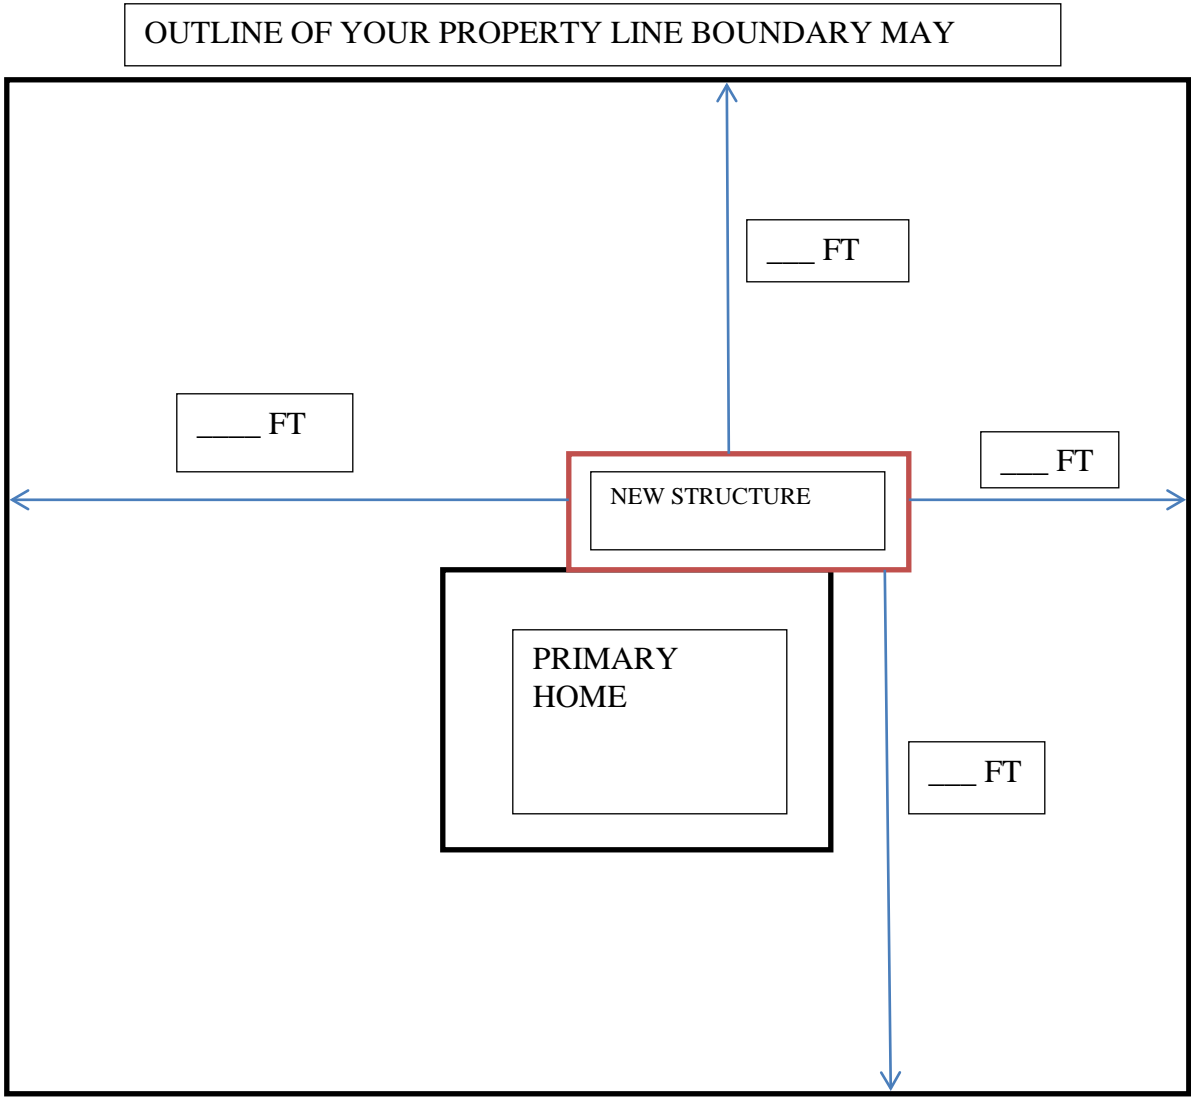 OUTLINE OF YOUR PROPERTY LINE BOUNDARY MAY
___ FT
____ FT
___ FT
NEW STRUCTURE
PRIMARY
HOME
___ FT